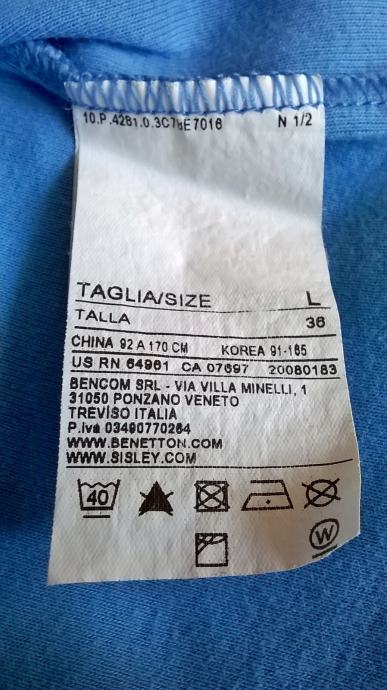 10.P.4281.0.3C78E7016 N 1/2
TAGLIA/SIZE L
TALLA 36
CHINA 92 A 170 CM KOREA 91-165
US RN 64961 CA 07697 20080183
BENCOM SRL - VIA VILLA MINELLI, 1
31050 PONZANO VENETO
TREVISO ITALIA
P.iva 03490770264
WWW.BENETTON.COM
WWW.SISLEY.COM
40
W